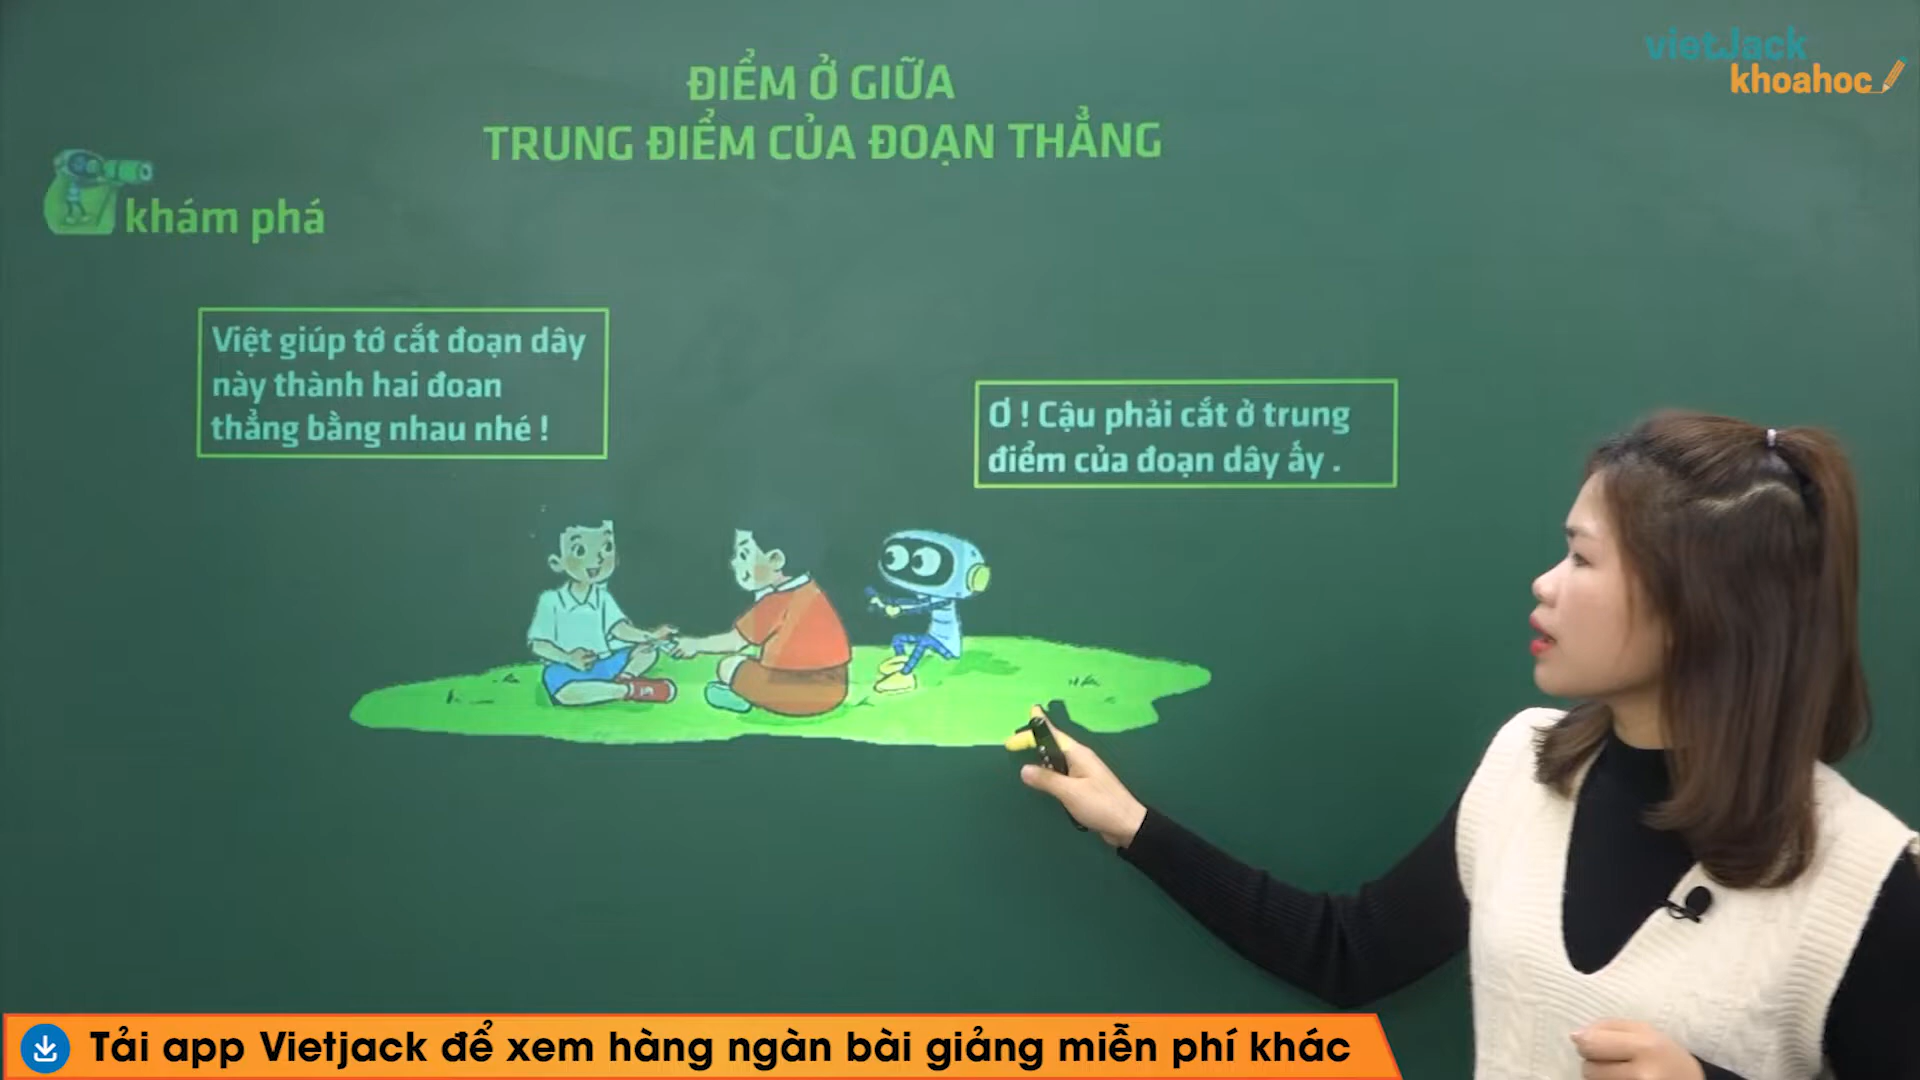 vietJack
khoahoc
ĐIỂM Ở GIỮA
TRUNG ĐIỂM CỦA ĐOẠN THẲNG
khám phá
Việt giúp tớ cắt đoạn dây
này thành hai đoan
thẳng bằng nhau nhé !
Ơ ! Cậu phải cắt ở trung
điểm của đoạn dây ấy .
Tải app Vietjack để xem hàng ngàn bài giảng miễn phí khác